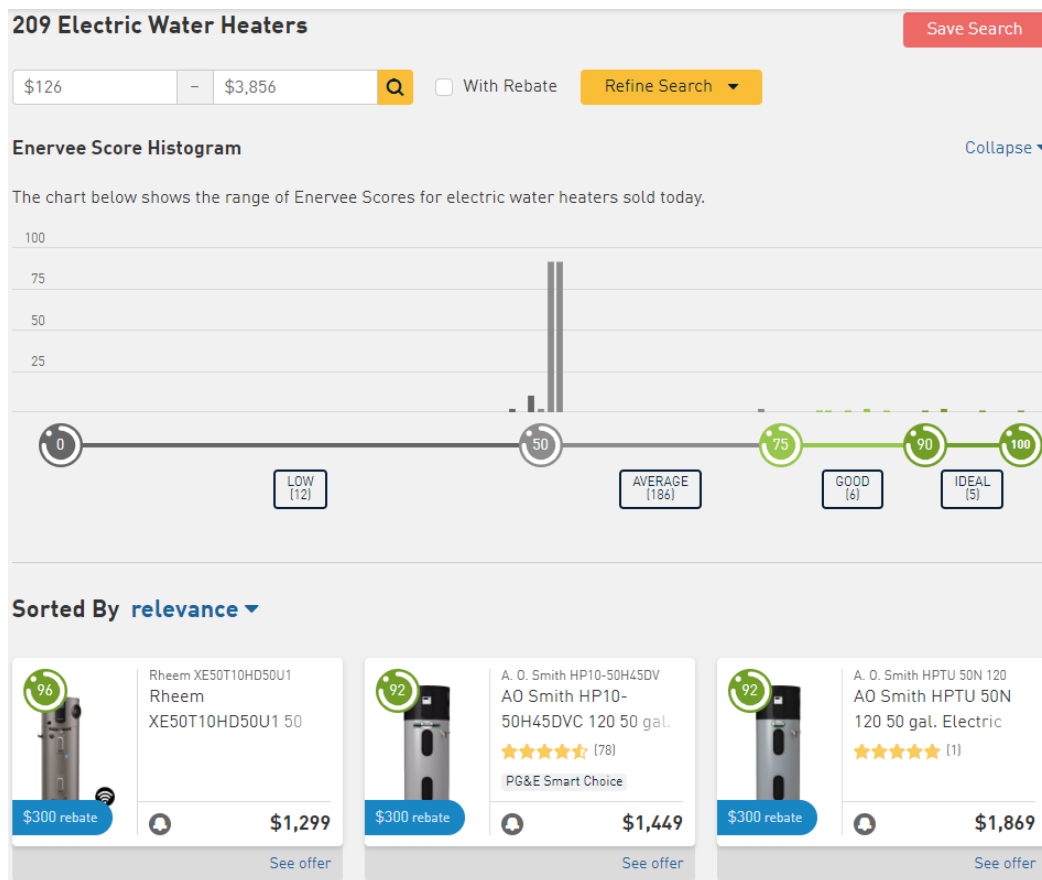 209 Electric Water Heaters
Save Search
$126 – $3,856
With Rebate
Refine Search
Enervee Score Histogram
Collapse
The chart below shows the range of Enervee Scores for electric water heaters sold today.
100
75
50
25
0 50 75 90 100
LOW
(12)
AVERAGE
(186)
GOOD
(6)
IDEAL
(5)
Sorted By relevance
96
Rheem XE50T10HD50U1
Rheem
XE50T10HD50U1 50
$300 rebate
$1,299
See offer
92
A. O. Smith HP10-50H45DV
AO Smith HP10-
50H45DVC 120 50 gal.
(78)
PG&E Smart Choice
$300 rebate
$1,449
See offer
92
A. O. Smith HPTU 50N 120
AO Smith HPTU 50N
120 50 gal. Electric
(1)
$300 rebate
$1,869
See offer